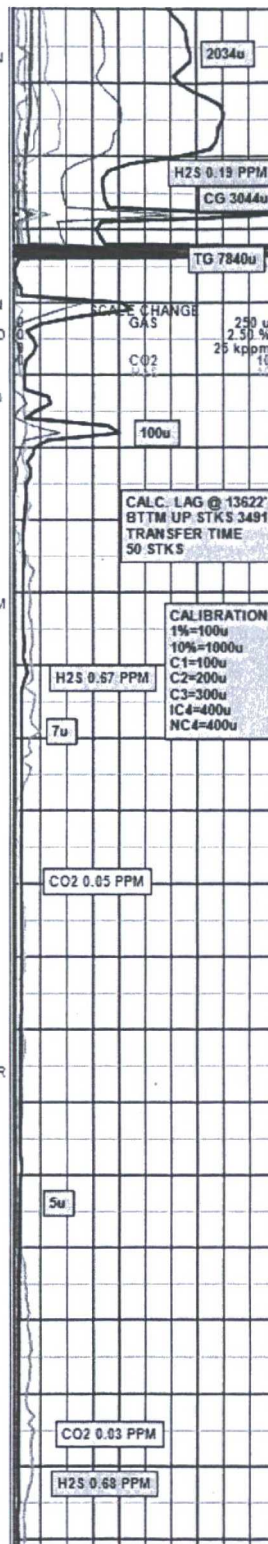 2034u
H2S 0.19 PPM
CG 3044u
TG 7840u
SCALE CHANGE
GAS 250 u
2.50 %
25 kppm
CO2 10
100u
CALC. LAG @ 13622'
BTTM UP STKS 3491
TRANSFER TIME
50 STKS
CALIBRATION
1%=100u
10%=1000u
C1=100u
C2=200u
C3=300u
IC4=400u
NC4=400u
H2S 0.67 PPM
7u
CO2 0.05 PPM
5u
CO2 0.03 PPM
H2S 0.68 PPM